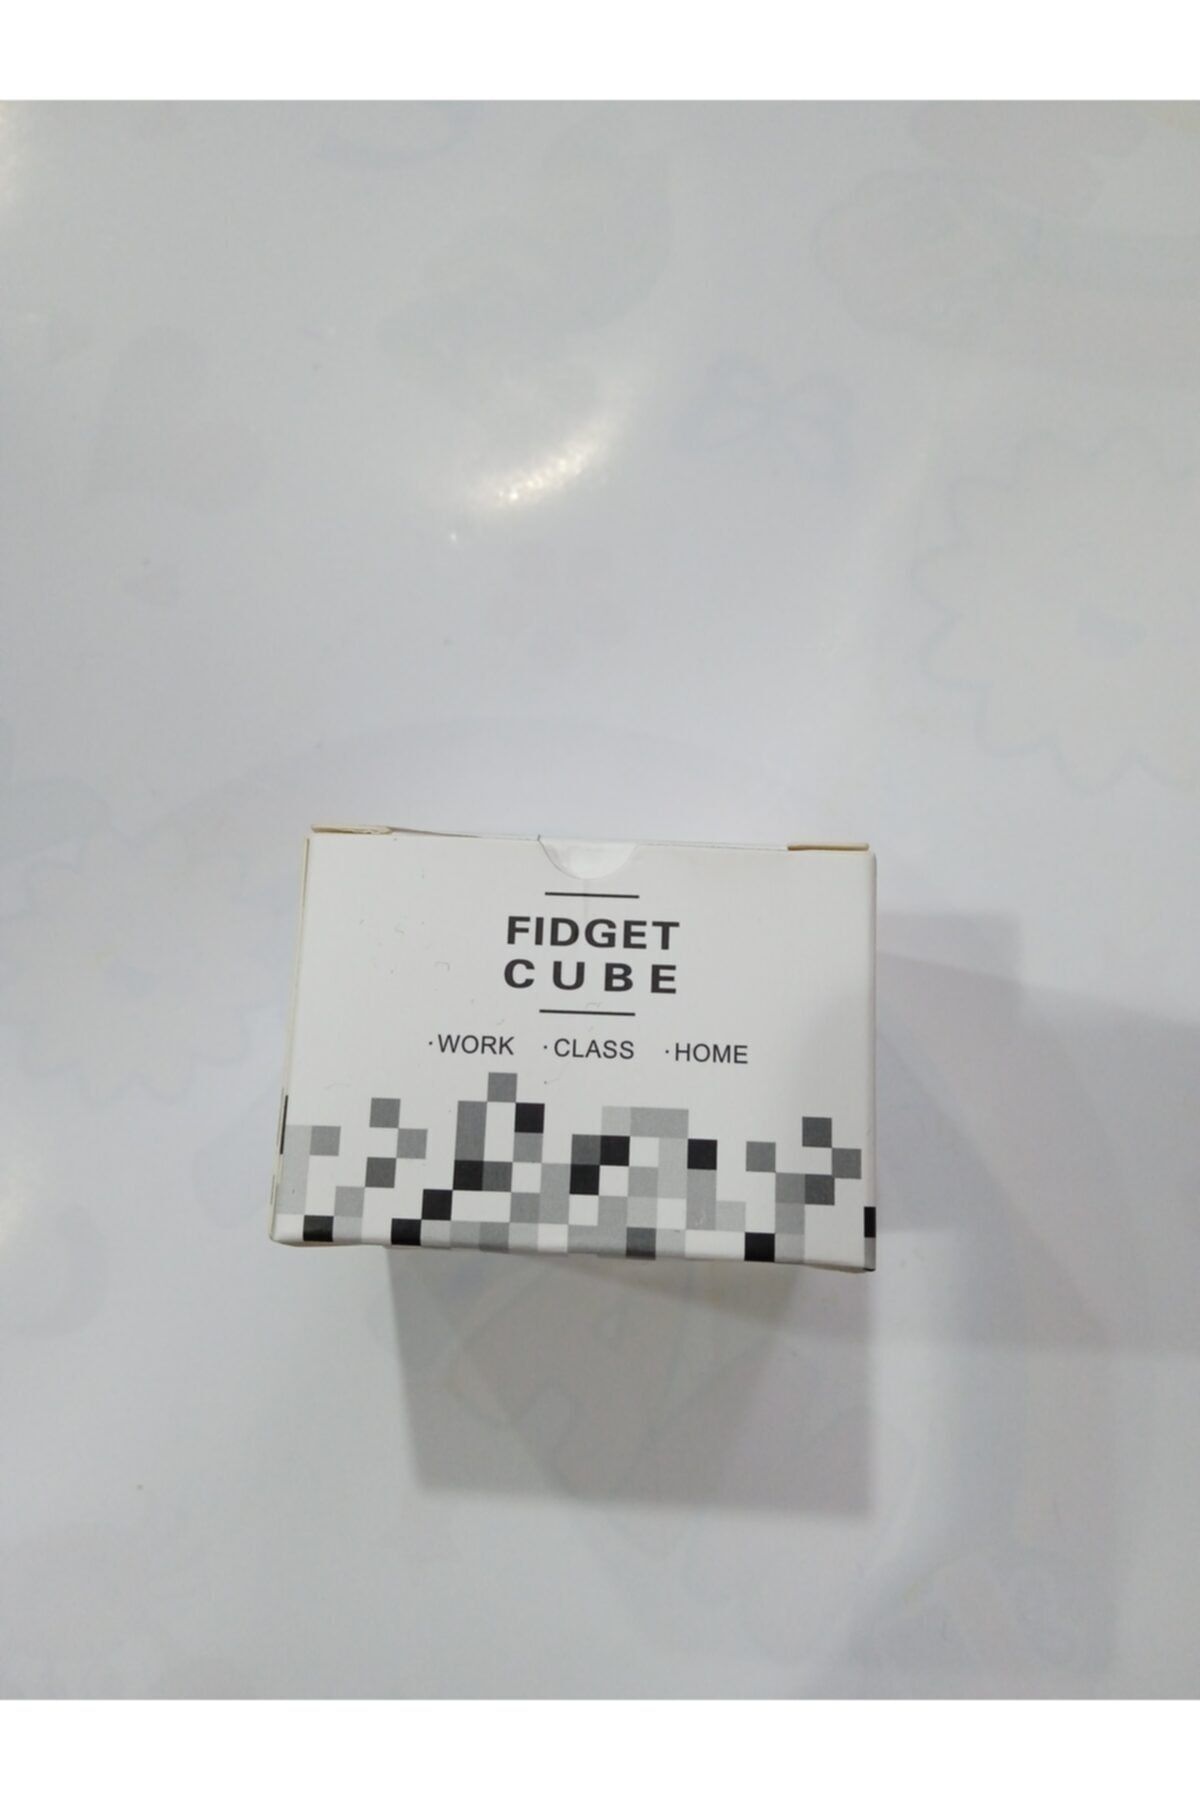 FIDGET
CUBE
·WORK ·CLASS ·HOME